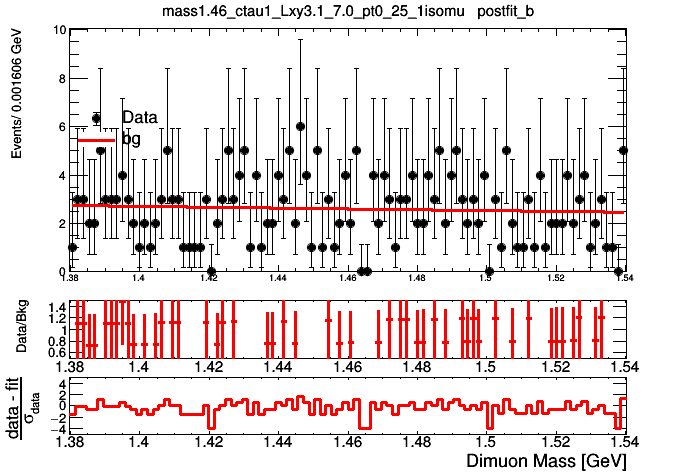 mass1.46_ctau1_Lxy3.1_7.0_pt0_25_1isomu postfit_b
Events/ 0.001606 GeV
10
8
6
4
2
0
Data
bg
1.38 1.4 1.42 1.44 1.46 1.48 1.5 1.52 1.54
Data/Bkg
1.4
1.2
1
0.8
0.6
1.38 1.4 1.42 1.44 1.46 1.48 1.5 1.52 1.54
data - fit
σdata
4
2
0
−2
−4
1.38 1.4 1.42 1.44 1.46 1.48 1.5 1.52 1.54
Dimuon Mass [GeV]